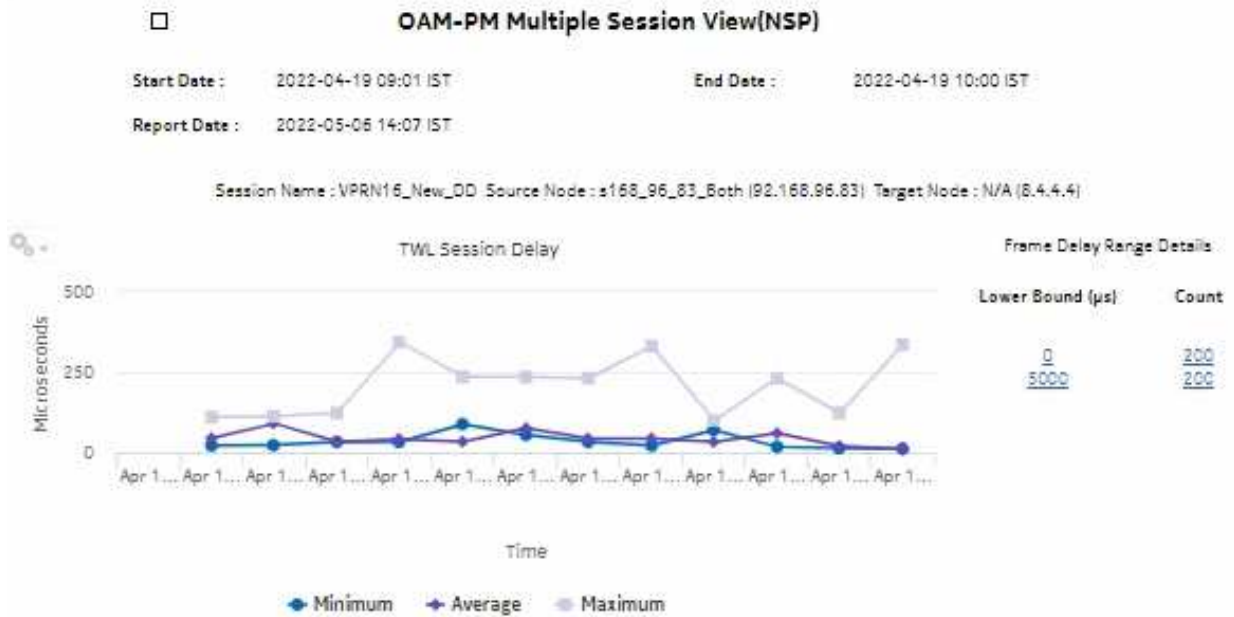 OAM-PM Multiple Session View(NSP)
Start Date : 2022-04-19 09:01 IST End Date : 2022-04-19 10:00 IST
Report Date : 2022-05-06 14:07 IST
Session Name : VPRN16_New_DD Source Node : s168_96_83_Both (92.168.96.83) Target Node : N/A (8.4.4.4)
TWL Session Delay
Frame Delay Range Details
Lower Bound (µs) Count
0 200
5000 200
Microseconds
500
250
0
Apr 1... Apr 1... Apr 1... Apr 1... Apr 1... Apr 1... Apr 1... Apr 1... Apr 1... Apr 1... Apr 1... Apr 1... Apr 1...
Time
Minimum Average Maximum